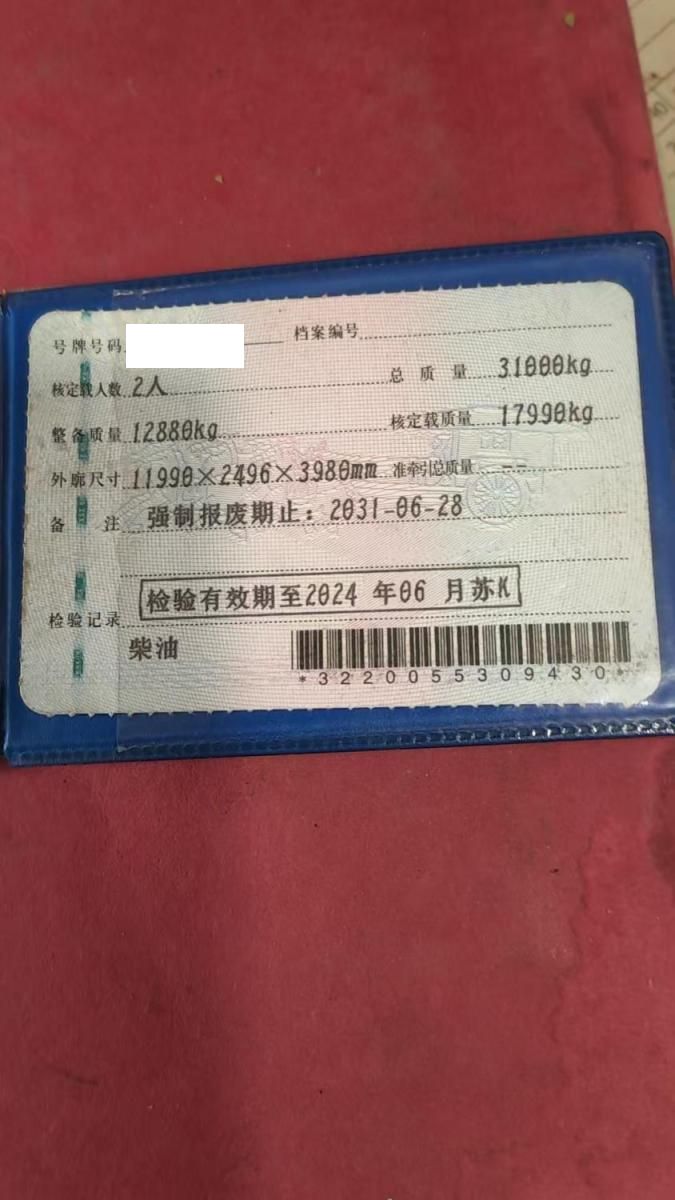 号牌号码 档案编号
核定载人数 2人 总质量 31000kg
整备质量 12880kg 核定载质量 17990kg
外廓尺寸 11990×2496×3980mm 准牵引总质量 --
备注 强制报废期止：2031-06-28
检验有效期至2024 年06 月苏K
检验记录
柴油
*3220055309430*